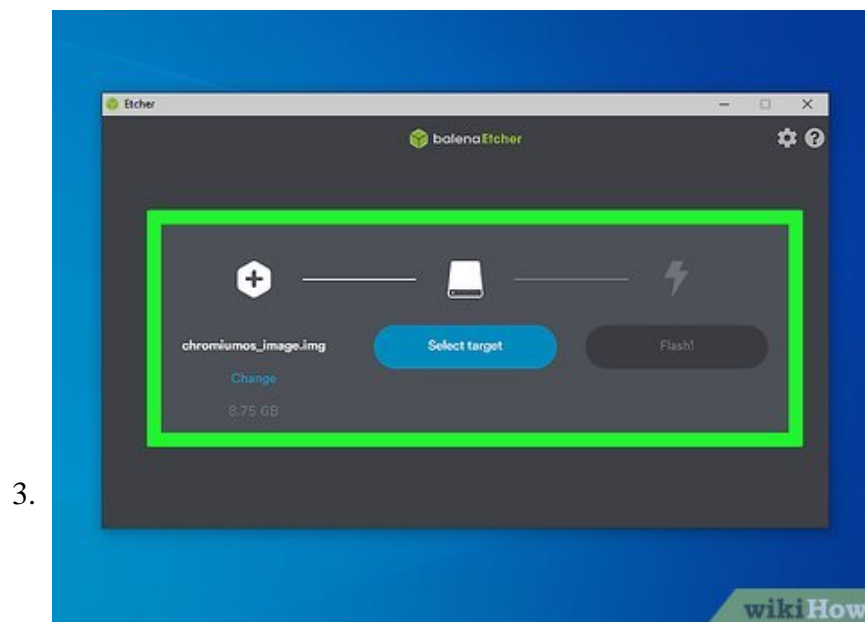 Etcher
balenaEtcher
chromiumos_image.img
Select target
Flash!
Change
8.75 GB
3.
wikiHow